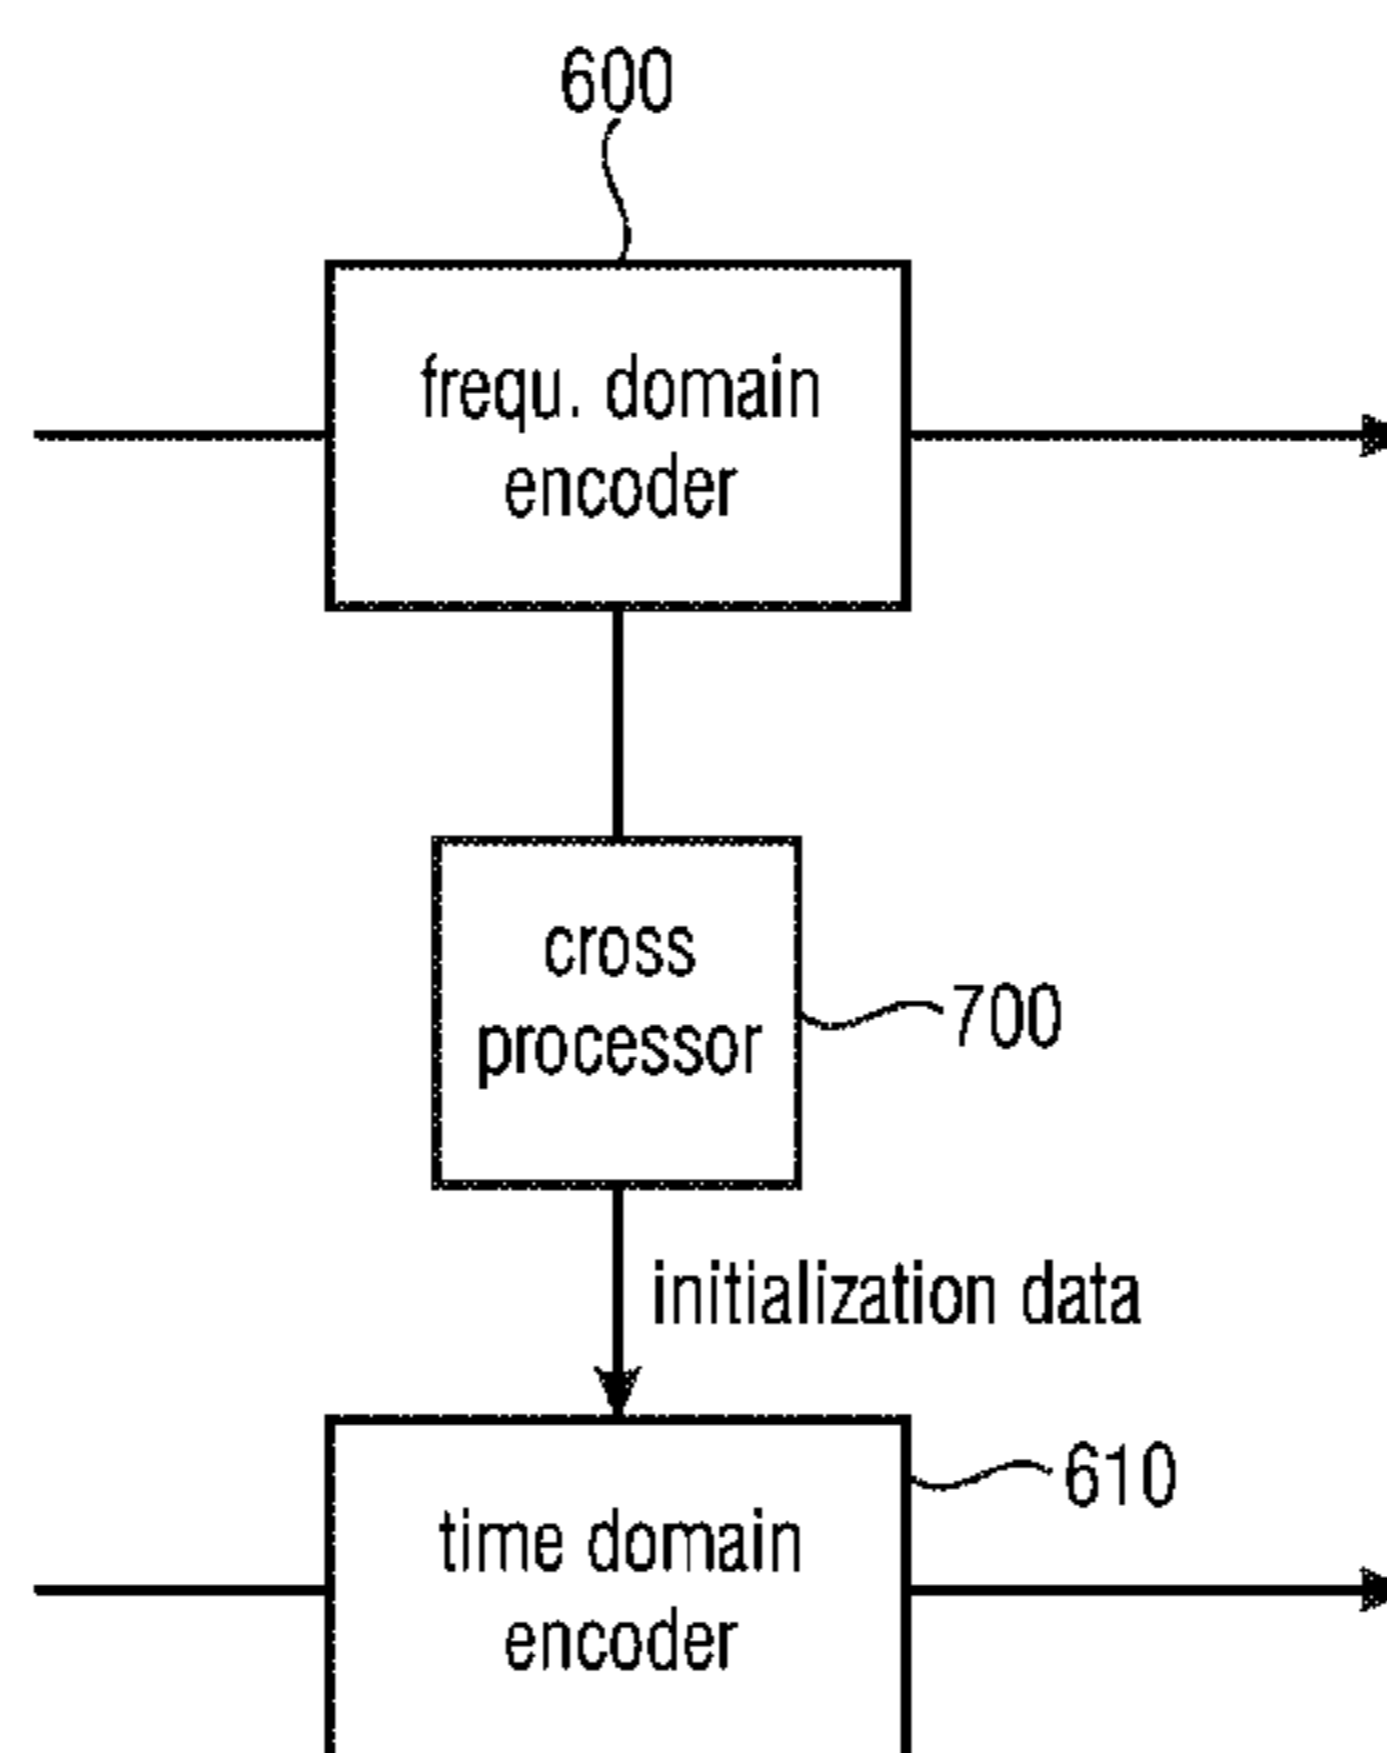 600
frequ. domain
encoder
cross
processor
700
initialization data
610
time domain
encoder